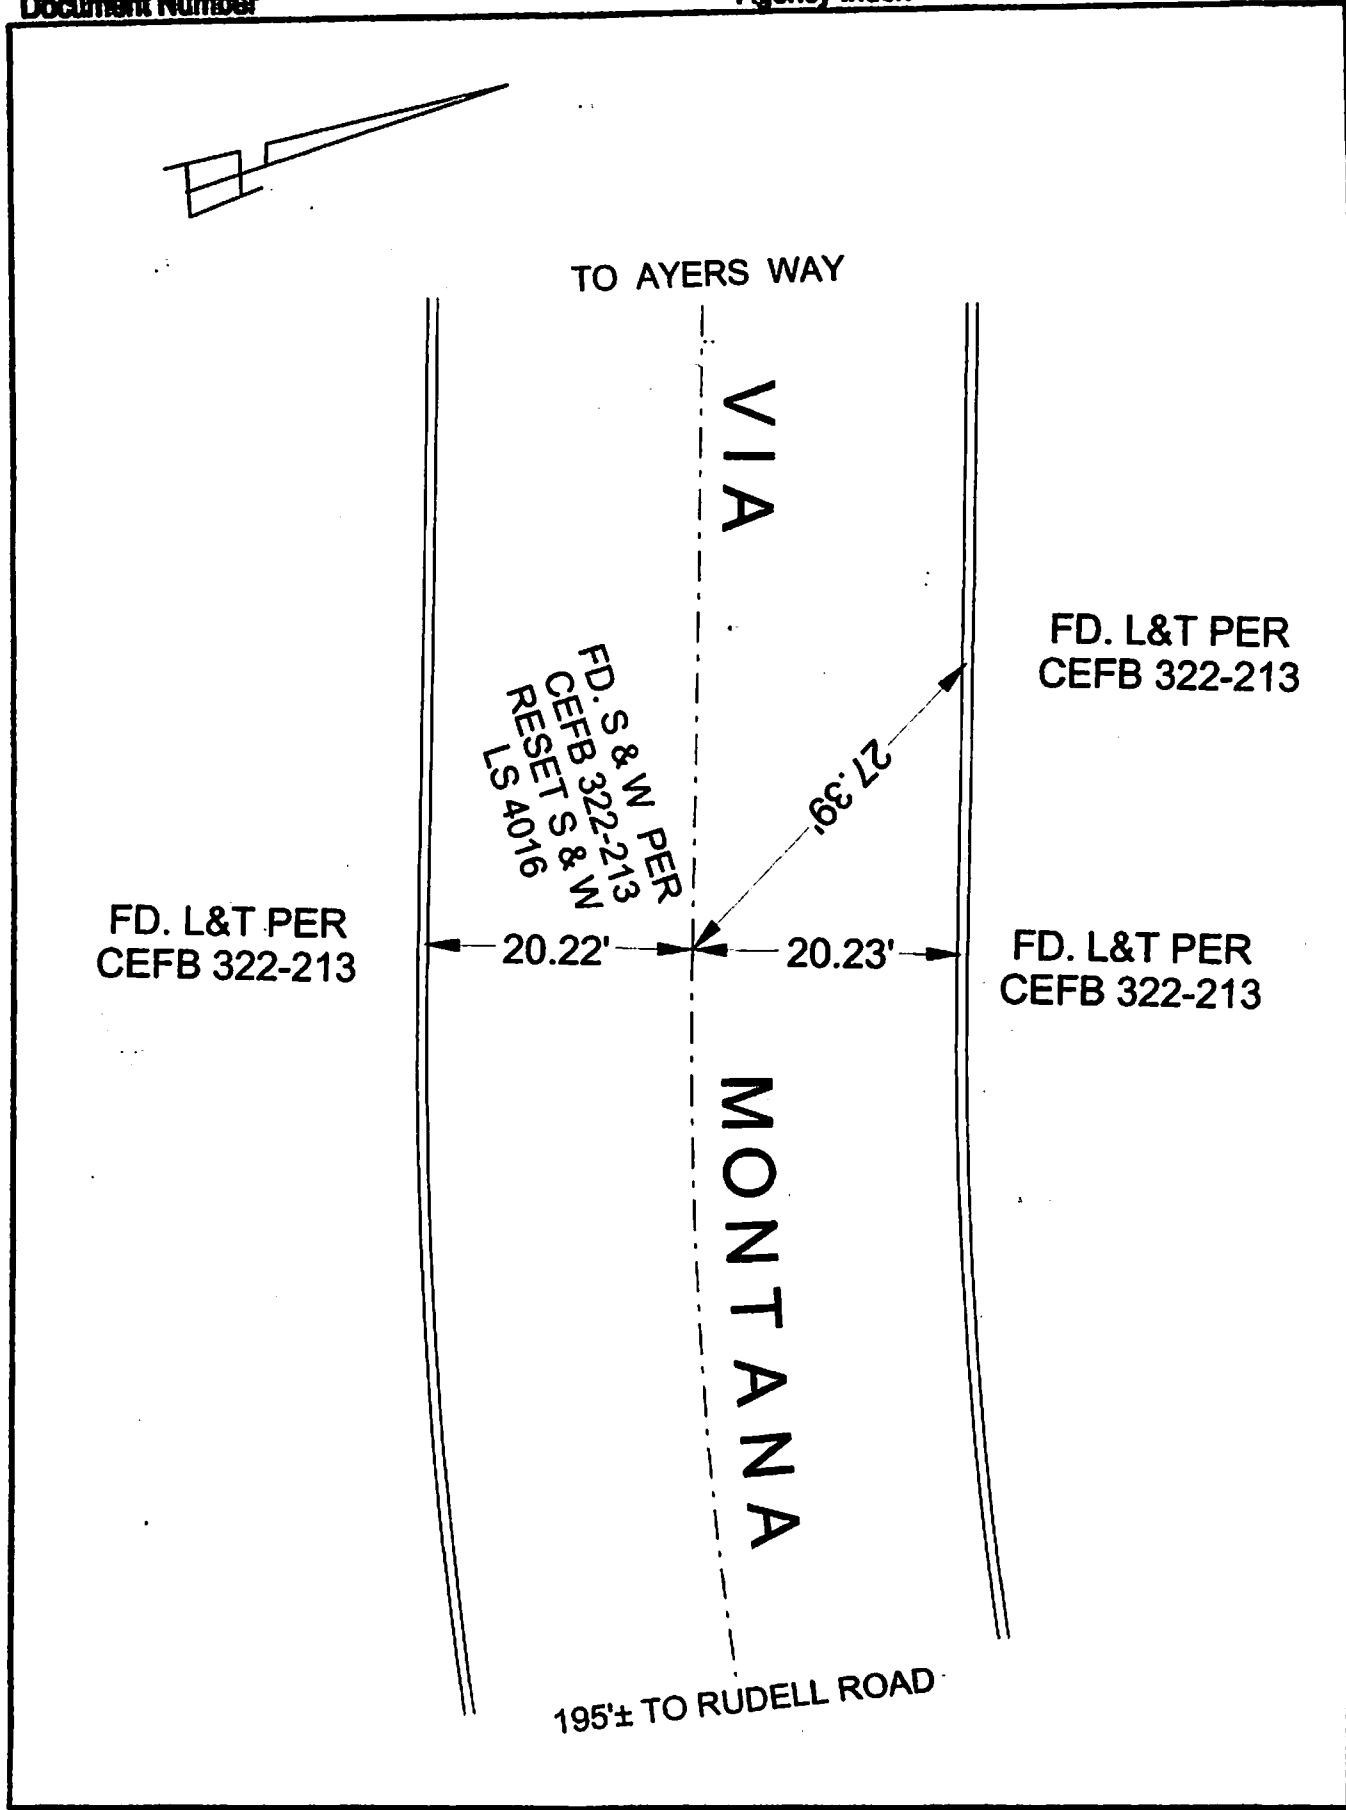 Document Number
TO AYERS WAY
VIA
FD. L&T PER
CEFB 322-213
FD. S & W PER
CEFB 322-213
RESET S & W
LS 4016
27.39'
FD. L&T PER
CEFB 322-213
20.22'
20.23'
FD. L&T PER
CEFB 322-213
MONTANA
195'± TO RUDELL ROAD